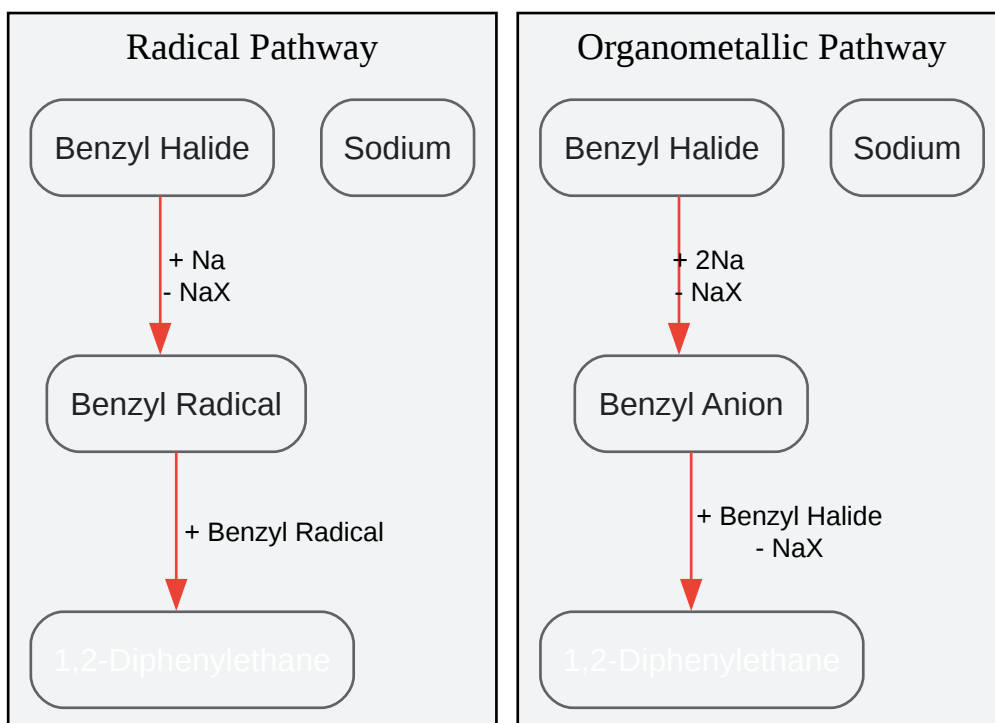 Radical Pathway
Benzyl Halide
Sodium
+ Na
- NaX
Benzyl Radical
+ Benzyl Radical
1,2-Diphenylethane
Organometallic Pathway
Benzyl Halide
Sodium
+ 2Na
- NaX
Benzyl Anion
+ Benzyl Halide
- NaX
1,2-Diphenylethane